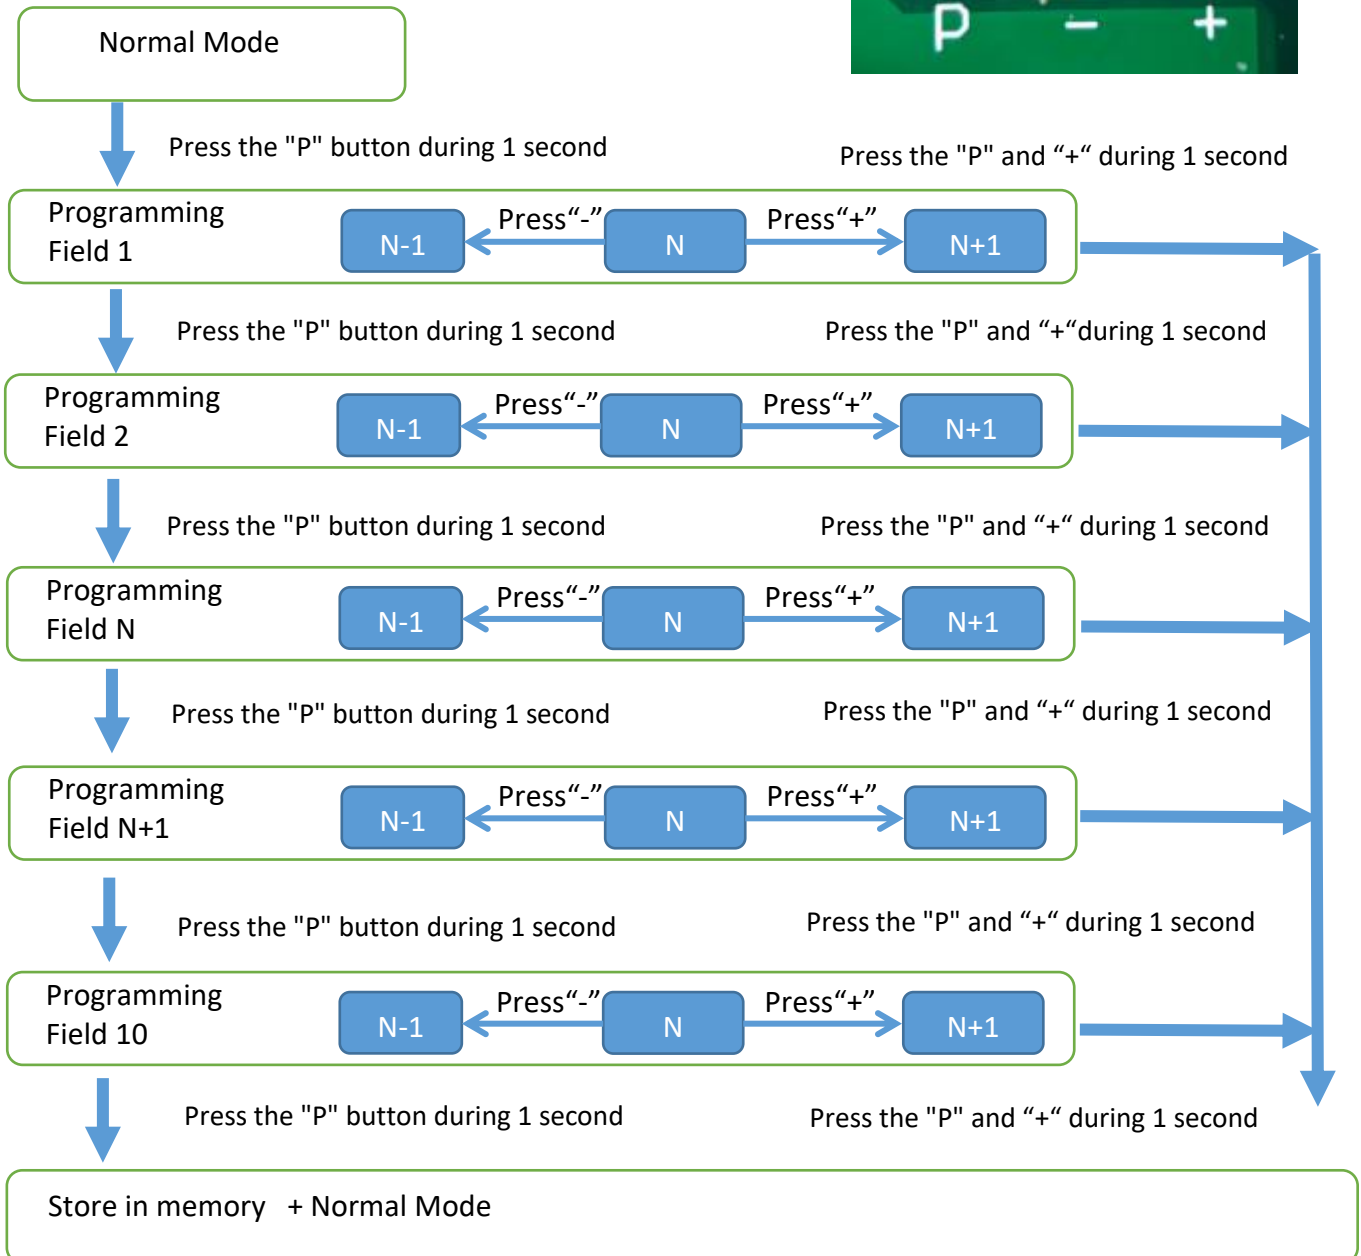 P - +
Normal Mode
Press the "P" button during 1 second
Press the "P" and “+“ during 1 second
Programming
Field 1
N-1
Press“-”
N
Press“+”
N+1
Press the "P" button during 1 second
Press the "P" and “+“during 1 second
Programming
Field 2
N-1
Press“-”
N
Press“+”
N+1
Press the "P" button during 1 second
Press the "P" and “+“ during 1 second
Programming
Field N
N-1
Press“-”
N
Press“+”
N+1
Press the "P" button during 1 second
Press the "P" and “+“ during 1 second
Programming
Field N+1
N-1
Press“-”
N
Press“+”
N+1
Press the "P" button during 1 second
Press the "P" and “+“ during 1 second
Programming
Field 10
N-1
Press“-”
N
Press“+”
N+1
Press the "P" button during 1 second
Press the "P" and “+“ during 1 second
Store in memory + Normal Mode